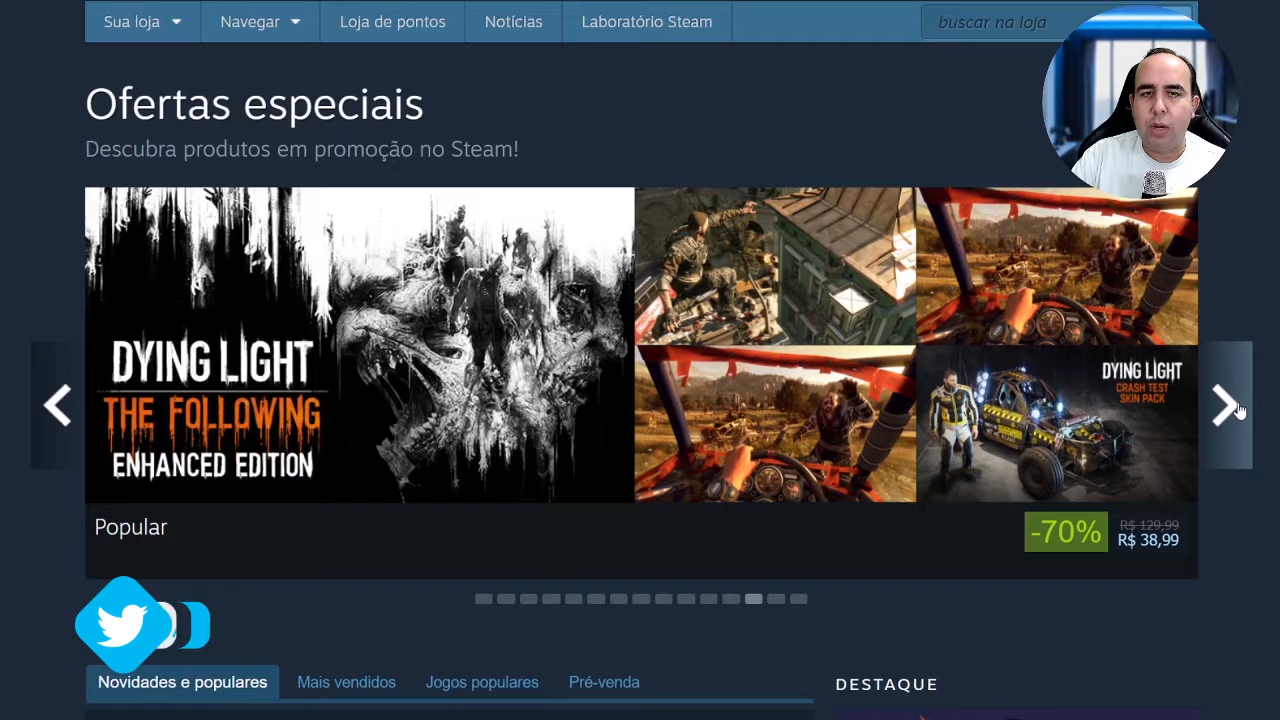 Sua loja
Navegar
Loja de pontos
Notícias
Laboratório Steam
buscar na loja
Ofertas especiais
Descubra produtos em promoção no Steam!
DYING LIGHT
THE FOLLOWING
ENHANCED EDITION
DYING LIGHT
CRASH TEST
SKIN PACK
Popular
-70%
R$ 129,99
R$ 38,99
Novidades e populares
Mais vendidos
Jogos populares
Pré-venda
DESTAQUE